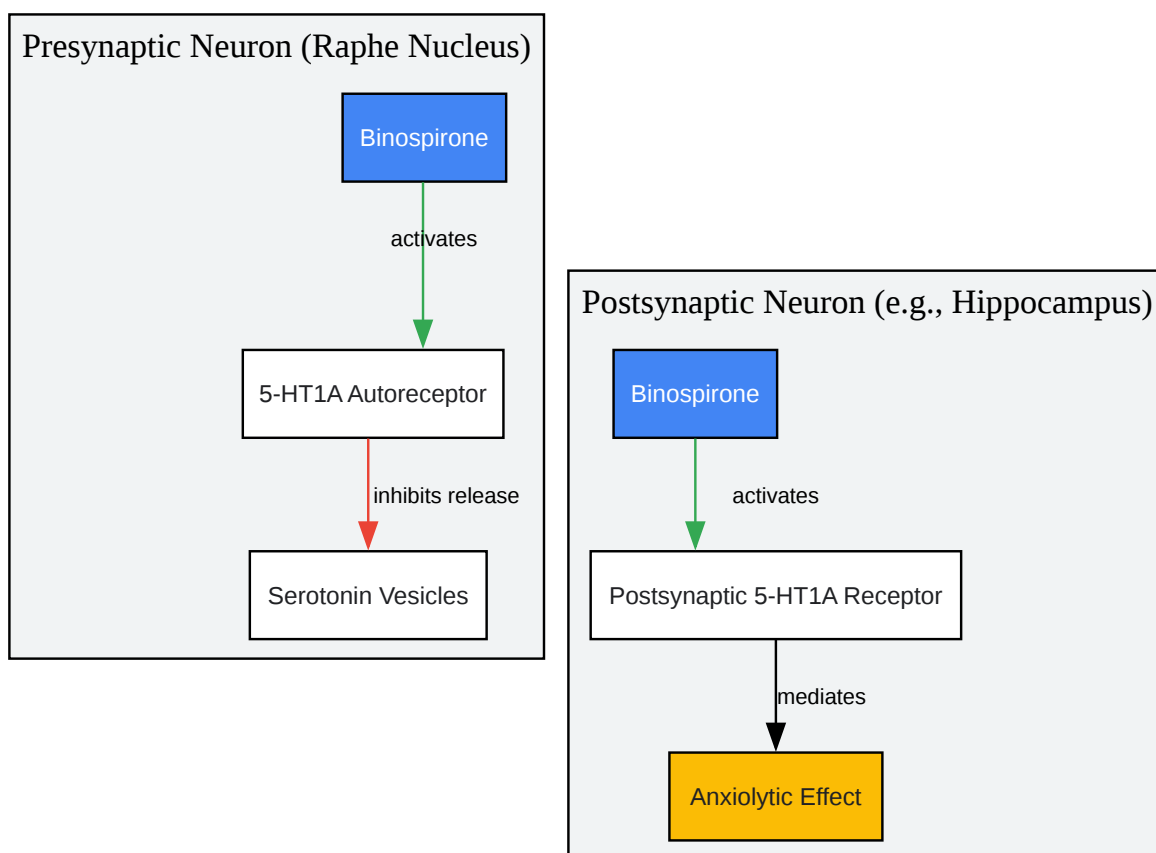 Presynaptic Neuron (Raphe Nucleus)
Binospirone
activates
5-HT1A Autoreceptor
inhibits release
Serotonin Vesicles
Postsynaptic Neuron (e.g., Hippocampus)
Binospirone
activates
Postsynaptic 5-HT1A Receptor
mediates
Anxiolytic Effect